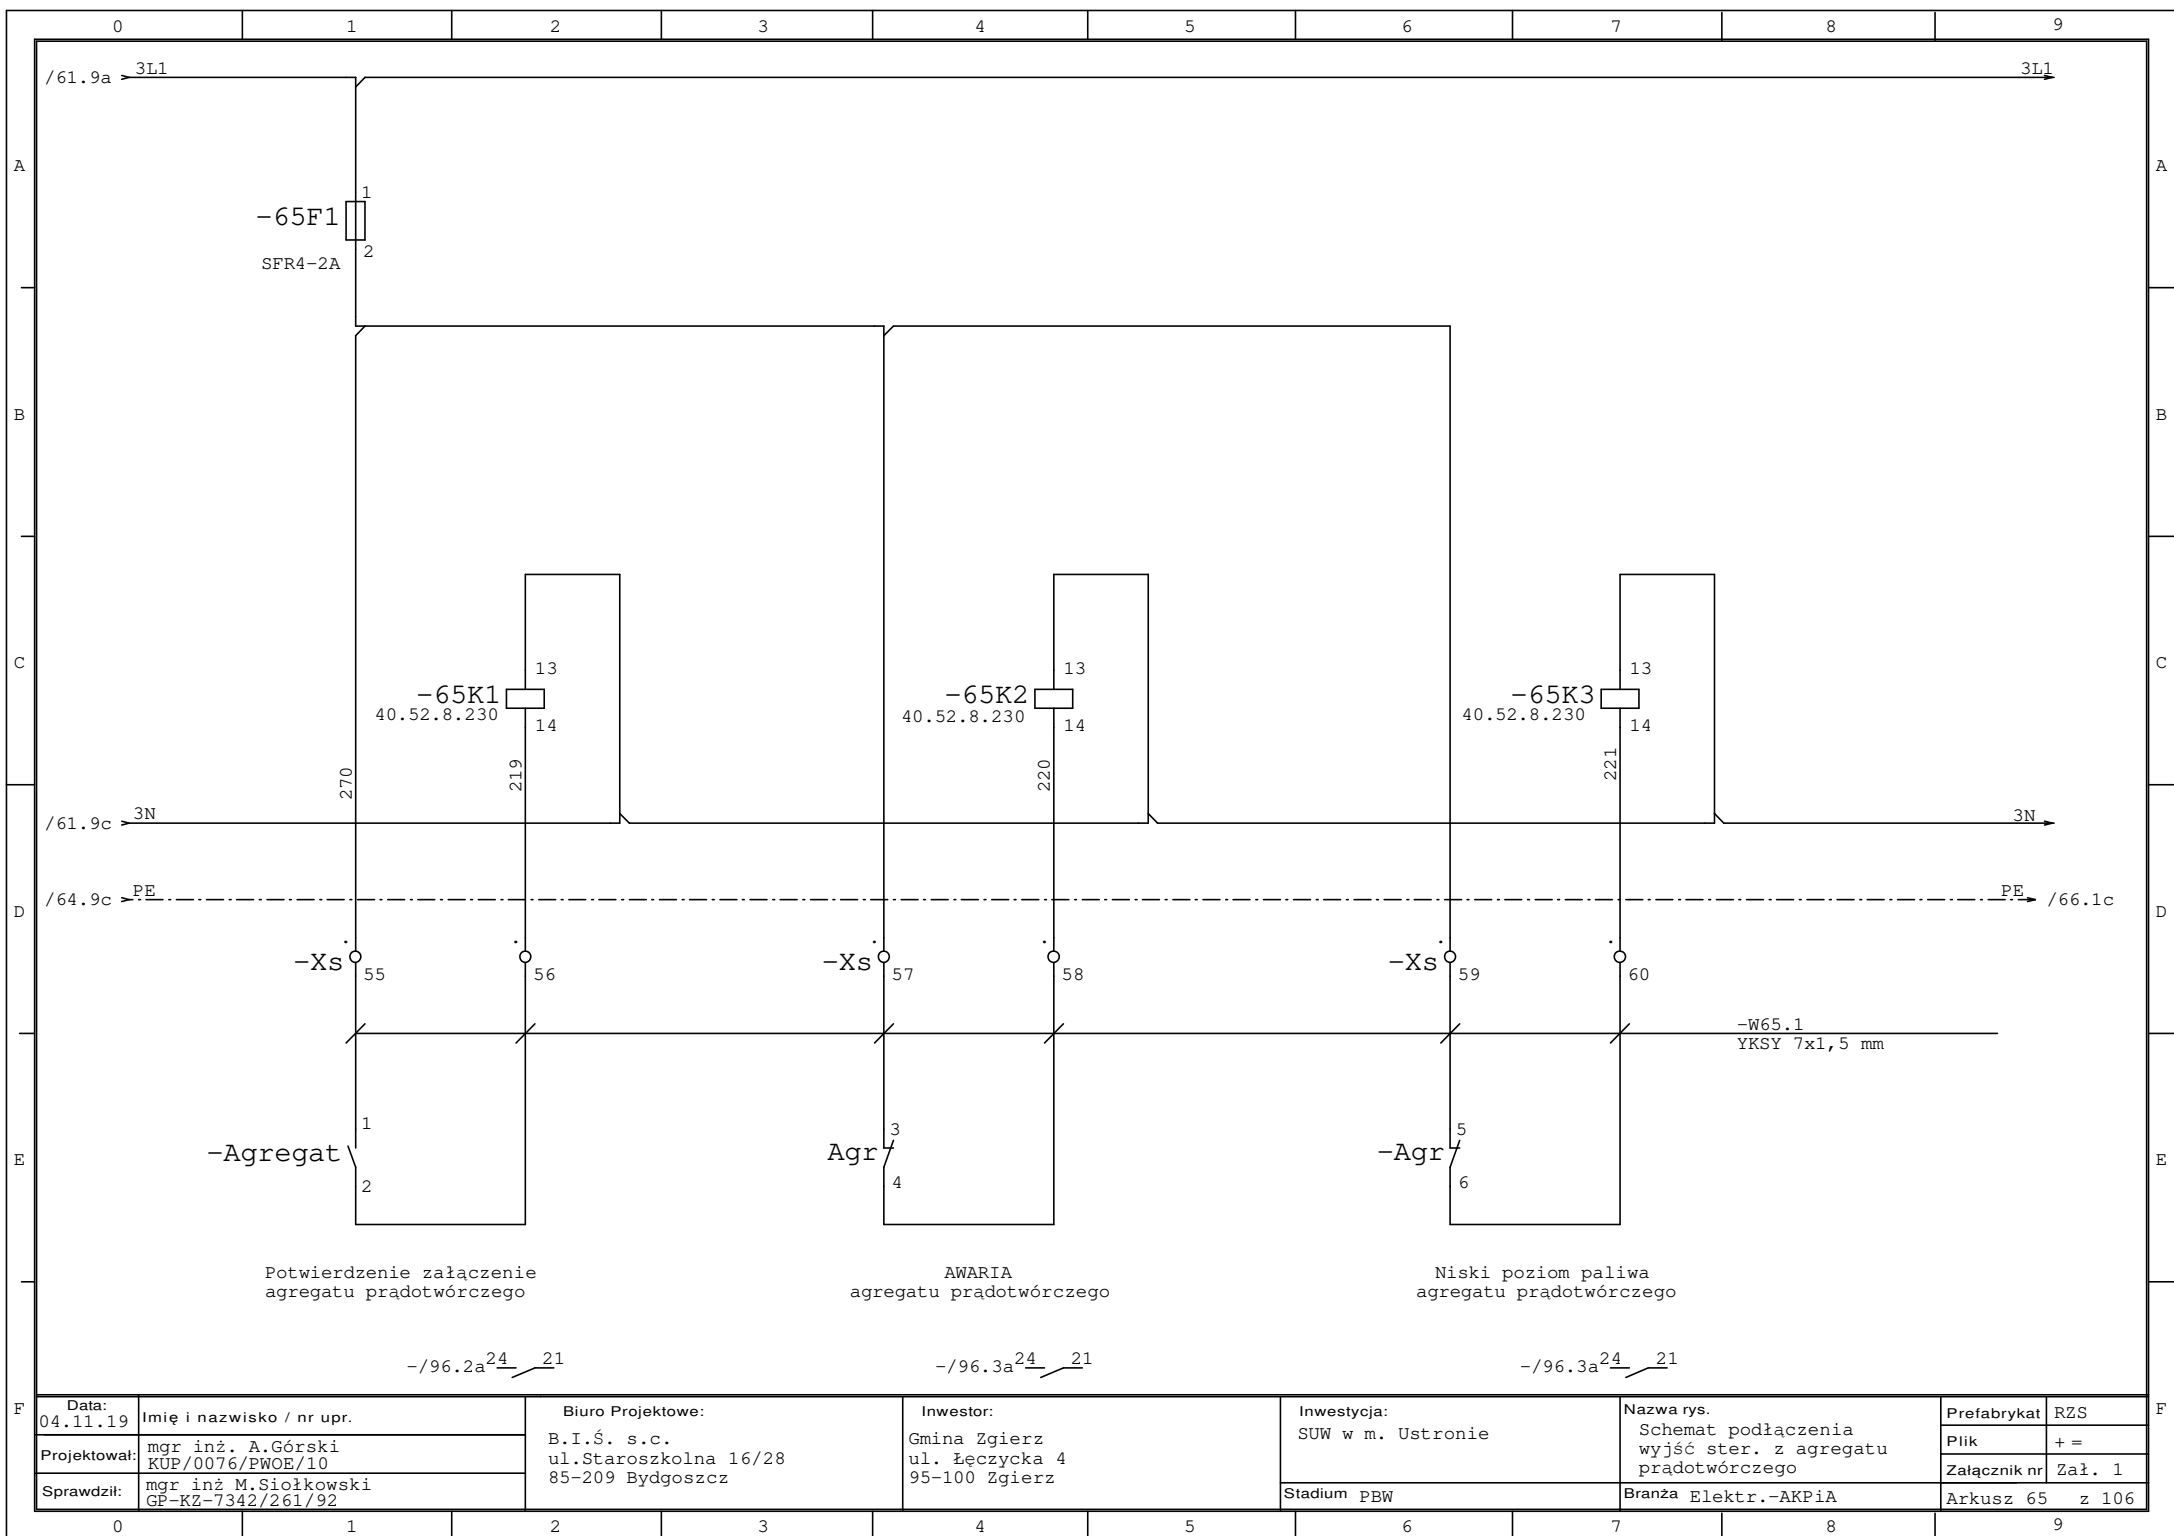 0 1 2 3 4 5 6 7 8 9
/61.9a 3L1 3L1
A A
1
-65F1
2
SFR4-2A
B B
C C
13 13 13
-65K1 -65K2 -65K3
40.52.8.230 40.52.8.230 40.52.8.230
14 14 14
270 219 220 221
/61.9c 3N 3N
/64.9c PE PE /66.1c
D D
-Xs 55 56 -Xs 57 58 -Xs 59 60
-W65.1
YKSY 7x1,5 mm
1 3 5
-Agregat Agr -Agr
2 4 6
E E
Potwierdzenie załączenie
agregatu prądotwórczego
AWARIA
agregatu prądotwórczego
Niski poziom paliwa
agregatu prądotwórczego
-/96.2a 24 21 -/96.3a 24 21 -/96.3a 24 21
F F
Data:
04.11.19
Imię i nazwisko / nr upr.
Projektował:
mgr inż. A.Górski
KUP/0076/PWOE/10
Sprawdził:
mgr inż M.Siołkowski
GP-KZ-7342/261/92
Biuro Projektowe:
B.I.Ś. s.c.
ul.Staroszkolna 16/28
85-209 Bydgoszcz
Inwestor:
Gmina Zgierz
ul. Łęczycka 4
95-100 Zgierz
Inwestycja:
SUW w m. Ustronie
Stadium PBW
Nazwa rys.
Schemat podłączenia
wyjść ster. z agregatu
prądotwórczego
Branża Elektr.-AKPiA
Prefabrykat RZS
Plik + =
Załącznik nr Zał. 1
Arkusz 65 z 106
0 1 2 3 4 5 6 7 8 9